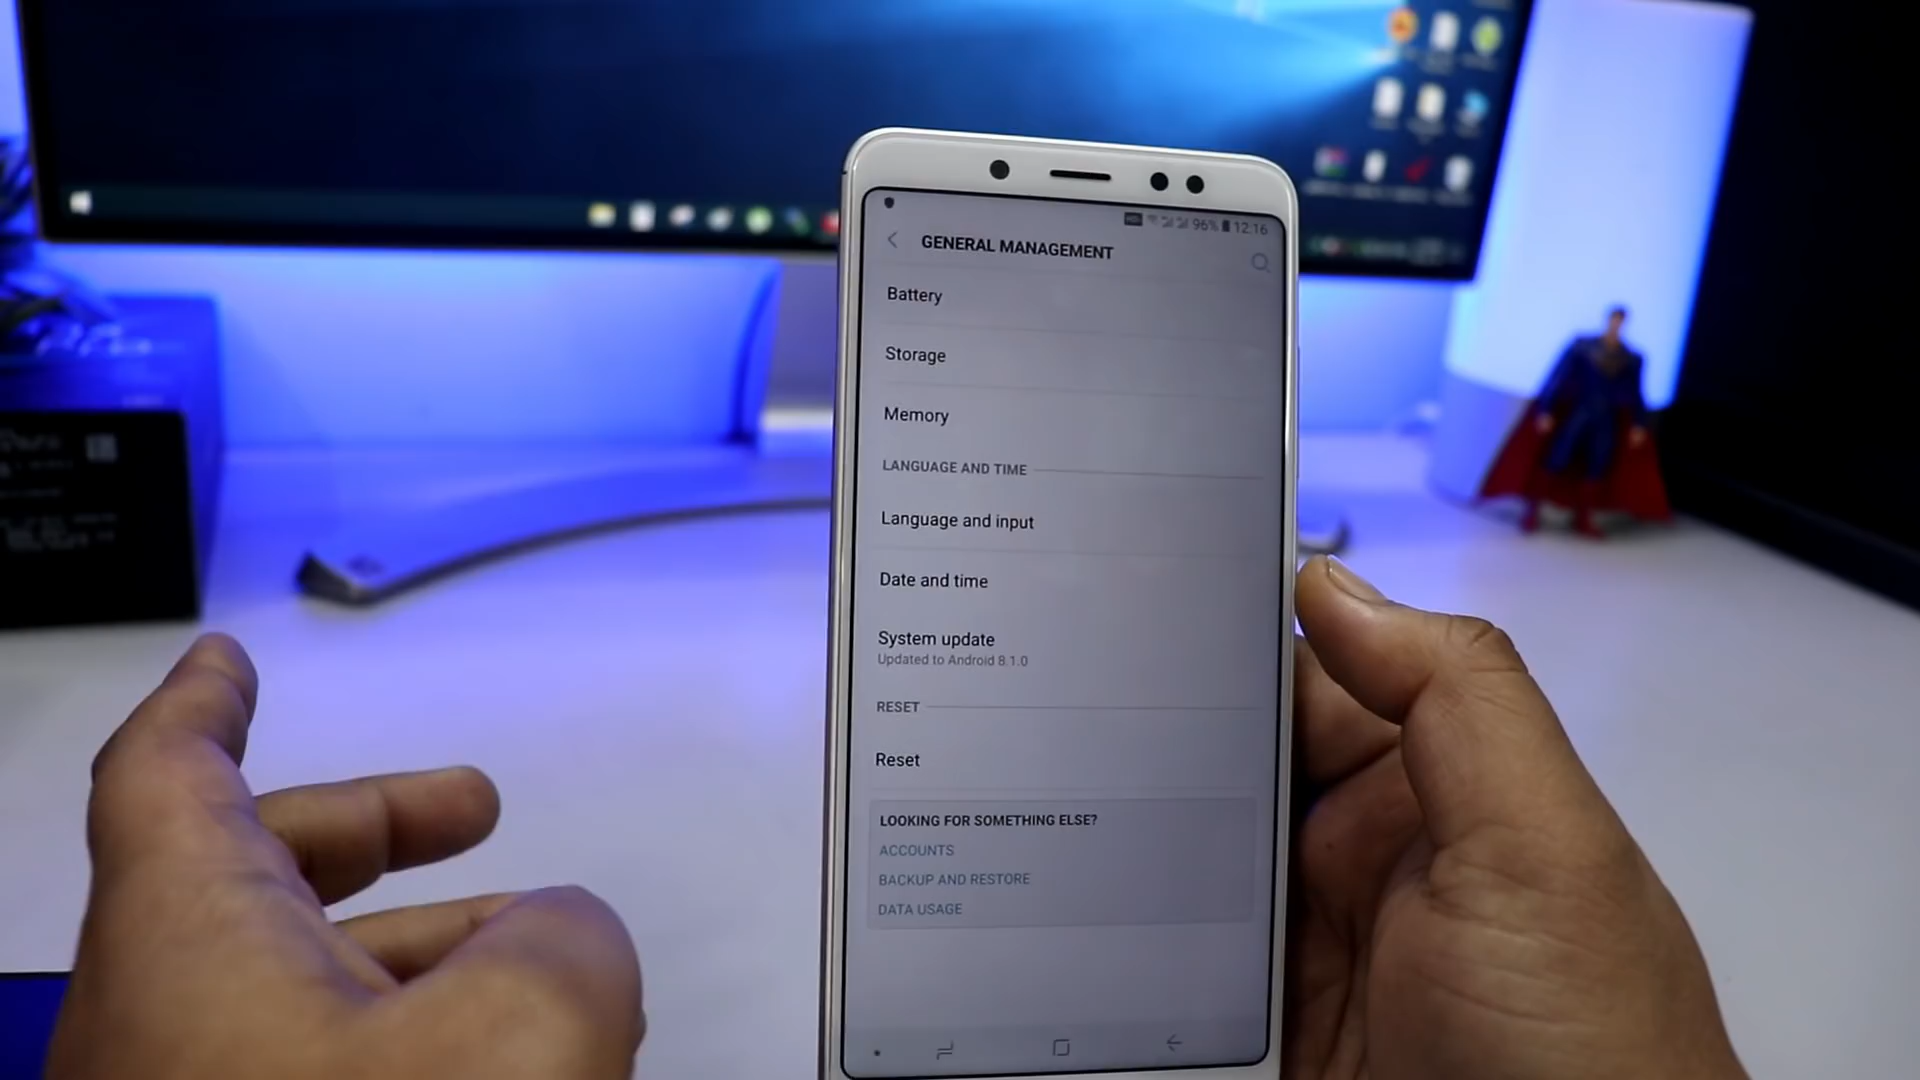 96% 12:16
GENERAL MANAGEMENT
Battery
Storage
Memory
LANGUAGE AND TIME
Language and input
Date and time
System update
Updated to Android 8.1.0
RESET
Reset
LOOKING FOR SOMETHING ELSE?
ACCOUNTS
BACKUP AND RESTORE
DATA USAGE